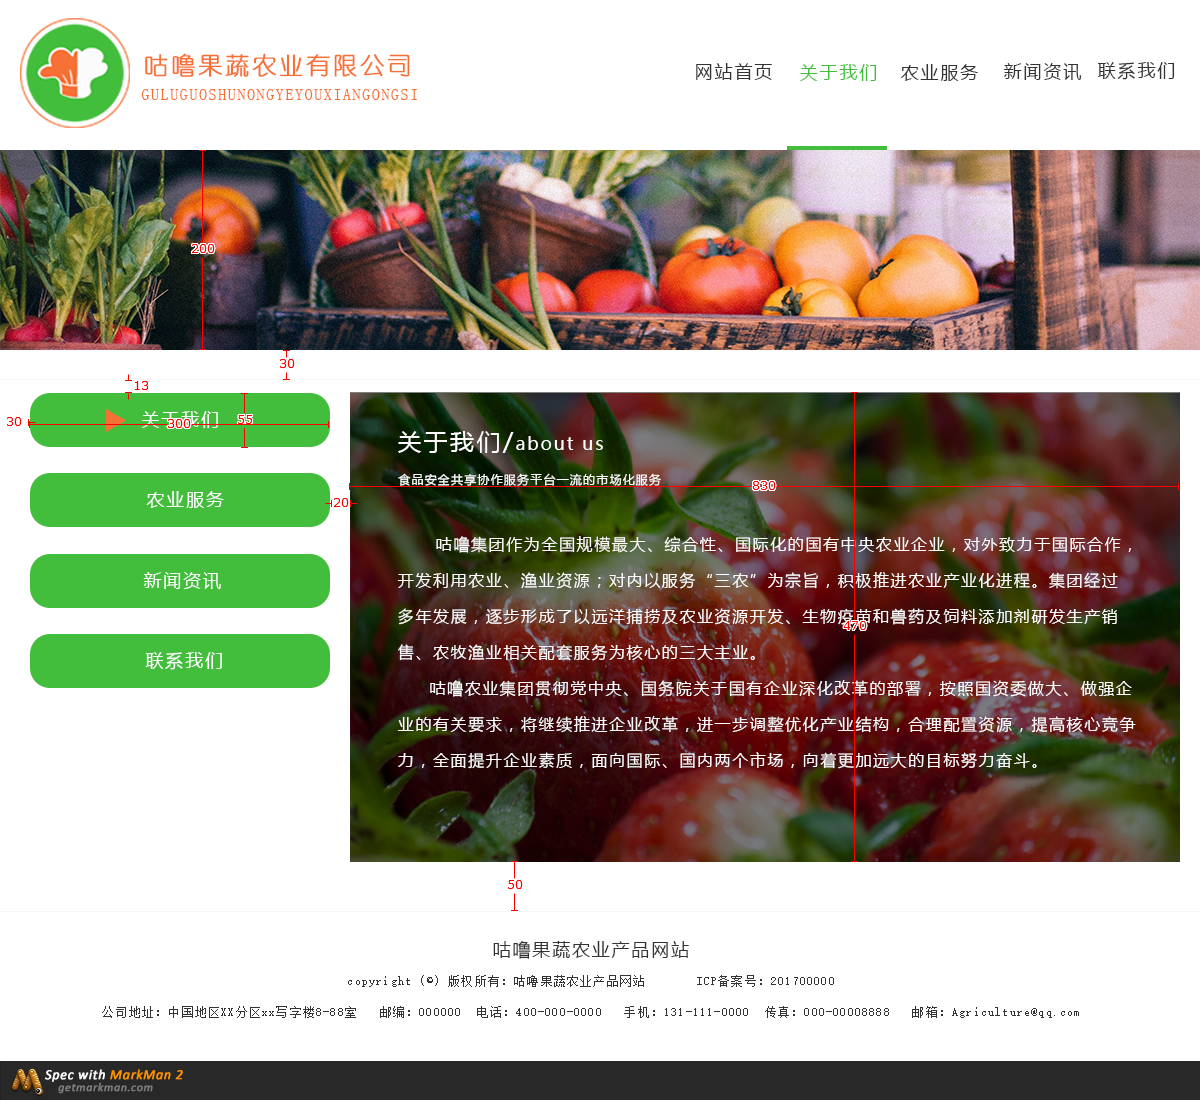 咕噜果蔬农业有限公司
GULUGUOSHUNONGYEYOUXIANGONGSI
网站首页 关于我们 农业服务 新闻资讯 联系我们
200
30
13
30
关于我们
300
55
农业服务
20
新闻资讯
联系我们
关于我们/about us
食品安全共享协作服务平台一流的市场化服务
830
咕噜集团作为全国规模最大、综合性、国际化的国有中央农业企业，对外致力于国际合作，
开发利用农业、渔业资源；对内以服务“三农”为宗旨，积极推进农业产业化进程。集团经过
多年发展，逐步形成了以远洋捕捞及农业资源开发、生物疫苗和兽药及饲料添加剂研发生产销
470
售、农牧渔业相关配套服务为核心的三大主业。
咕噜农业集团贯彻党中央、国务院关于国有企业深化改革的部署，按照国资委做大、做强企
业的有关要求，将继续推进企业改革，进一步调整优化产业结构，合理配置资源，提高核心竞争
力，全面提升企业素质，面向国际、国内两个市场，向着更加远大的目标努力奋斗。
50
咕噜果蔬农业产品网站
copyright (©) 版权所有：咕噜果蔬农业产品网站 ICP备案号：201700000
公司地址：中国地区XX分区xx写字楼8-88室 邮编：000000 电话：400-000-0000 手机：131-111-0000 传真：000-00008888 邮箱：Agriculture@qq.com
Spec with MarkMan 2
getmarkman.com